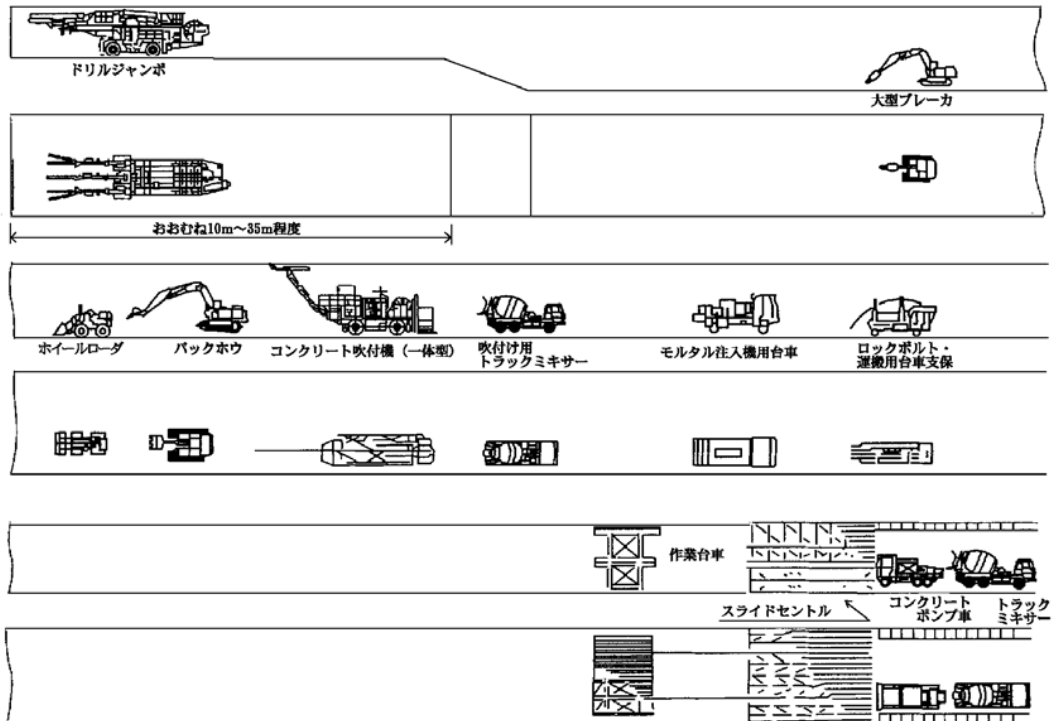 ドリルジャンボ
大型ブレーカ
おおむね10m〜35m程度
ホイールローダ
バックホウ
コンクリート吹付機（一体型）
吹付け用
トラックミキサー
モルタル注入機用台車
ロックボルト・
運搬用台車支保
作業台車
スライドセントル
コンクリート
ポンプ車
トラック
ミキサー